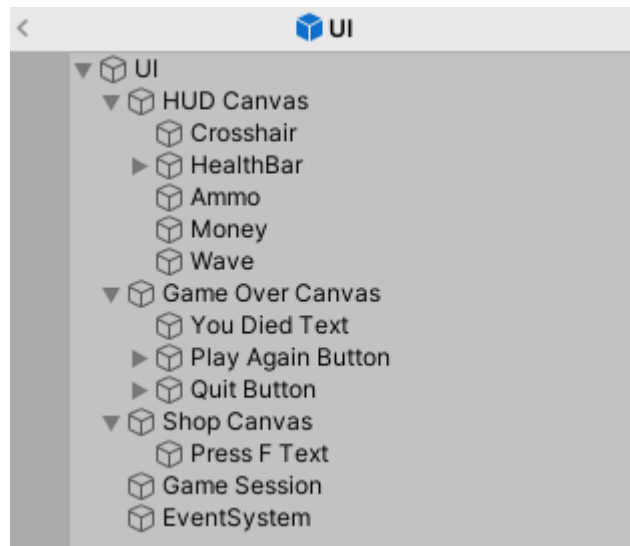 UI
UI
HUD Canvas
Crosshair
HealthBar
Ammo
Money
Wave
Game Over Canvas
You Died Text
Play Again Button
Quit Button
Shop Canvas
Press F Text
Game Session
EventSystem